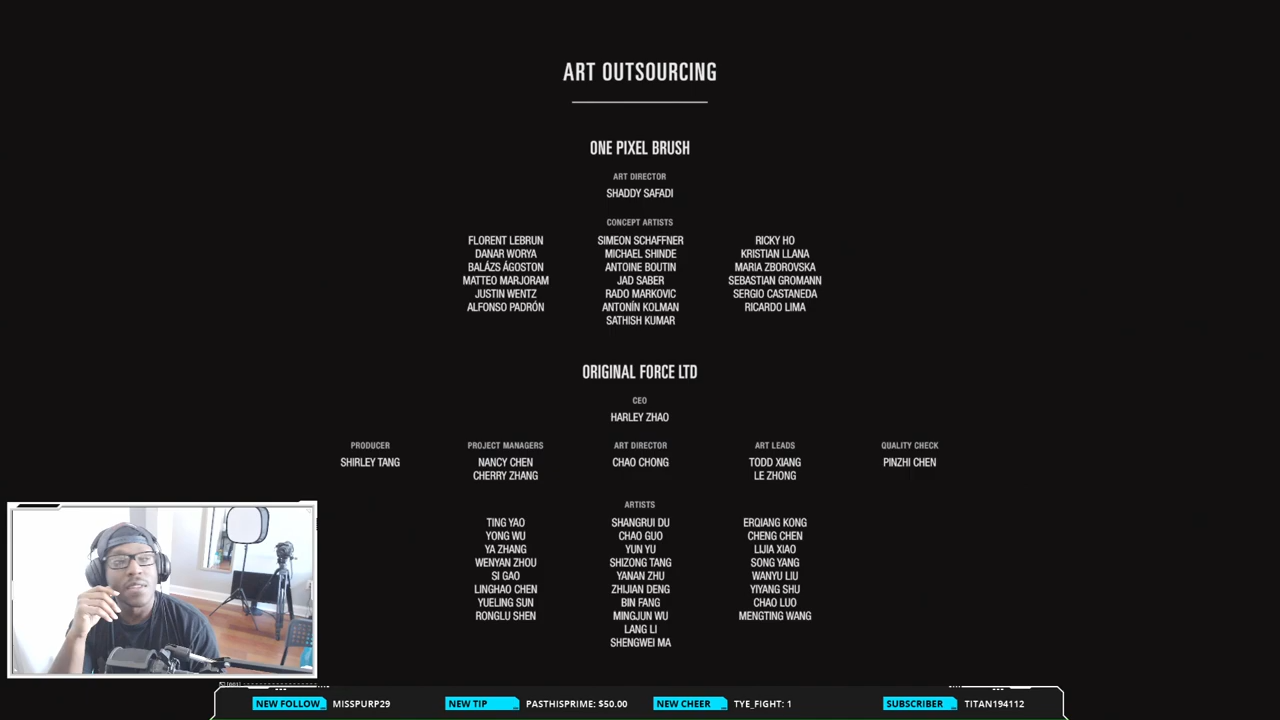 ART OUTSOURCING
ONE PIXEL BRUSH
ART DIRECTOR
SHADDY SAFADI
CONCEPT ARTISTS
FLORENT LEBRUN SIMEON SCHAFFNER RICKY HO
DANAR WORYA MICHAEL SHINDE KRISTIAN LLANA
BALÁZS ÁGOSTON ANTOINE BOUTIN MARIA ZBOROVSKA
MATTEO MARJORAM JAD SABER SEBASTIAN GROMANN
JUSTIN WENTZ RADO MARKOVIC SERGIO CASTANEDA
ALFONSO PADRÓN ANTONÍN KOLMAN RICARDO LIMA
SATHISH KUMAR
ORIGINAL FORCE LTD
CEO
HARLEY ZHAO
PRODUCER PROJECT MANAGERS ART DIRECTOR ART LEADS QUALITY CHECK
SHIRLEY TANG NANCY CHEN CHAO CHONG TODD XIANG PINZHI CHEN
CHERRY ZHANG LE ZHONG
ARTISTS
TING YAO SHANGRUI DU ERQIANG KONG
YONG WU CHAO GUO CHENG CHEN
YA ZHANG YUN YU LIJIA XIAO
WENYAN ZHOU SHIZONG TANG SONG YANG
SI GAO YANAN ZHU WANYU LIU
LINGHAO CHEN ZHIJIAN DENG YIYANG SHU
YUELING SUN BIN FANG CHAO LUO
RONGLU SHEN MINGJUN WU MENGTING WANG
LANG LI
SHENGWEI MA
NEW FOLLOW MISSPURP29 NEW TIP PASTHISPRIME: $50.00 NEW CHEER TYE_FIGHT: 1 SUBSCRIBER TITAN194112